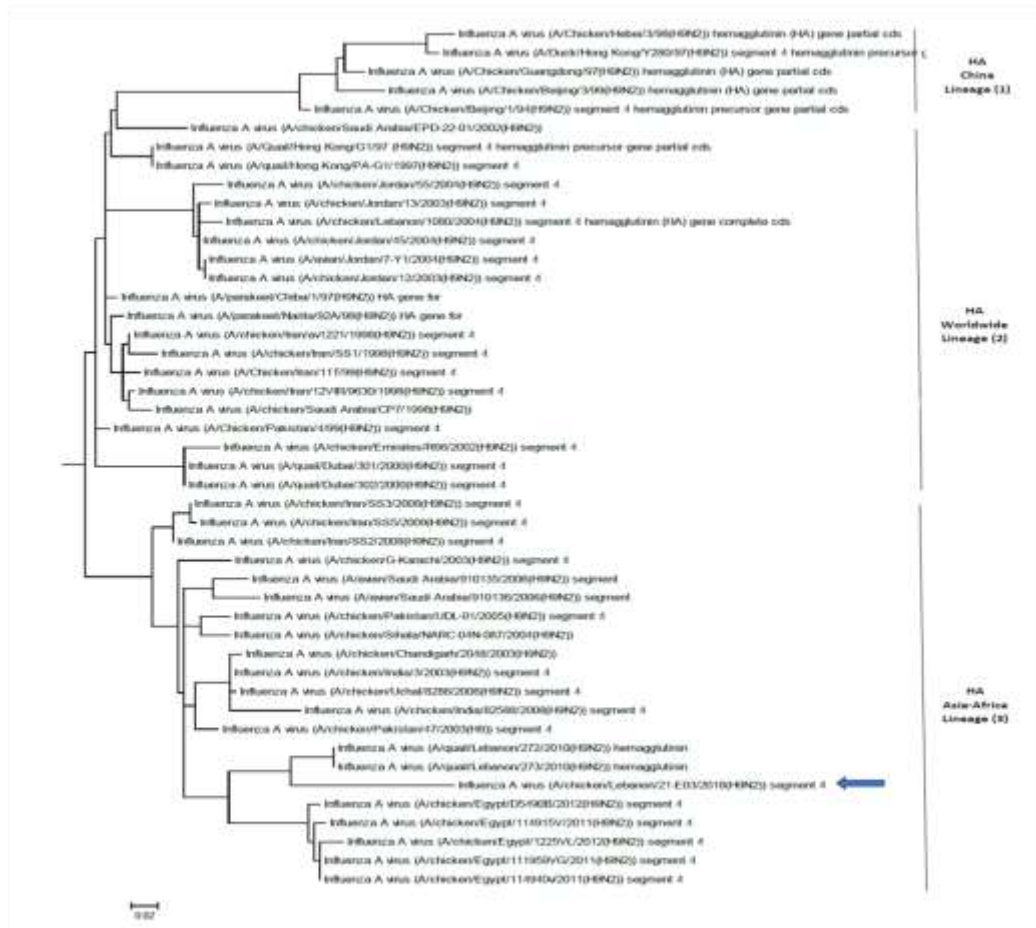 Influenza A virus (A/Chicken/Hebei/3/98(H9N2)) hemagglutinin (HA) gene partial cds
Influenza A virus (A/Duck/Hong Kong/Y280/97(H9N2)) segment 4 hemagglutinin precursor g
Influenza A virus (A/Chicken/Guangdong/97(H9N2)) hemagglutinin (HA) gene partial cds
Influenza A virus (A/Chicken/Beijing/3/99(H9N2)) hemagglutinin (HA) gene partial cds
Influenza A virus (A/Chicken/Beijing/1/94(H9N2)) segment 4 hemagglutinin precursor gene partial cds
HA
China
Lineage (1)
Influenza A virus (A/chicken/Saudi Arabia/EPD-22-01/2002(H9N2))
Influenza A virus (A/Quail/Hong Kong/G1/97 (H9N2)) segment 4 hemagglutinin precursor gene partial cds
Influenza A virus (A/quail/Hong Kong/PA-G1/1997(H9N2)) segment 4
Influenza A virus (A/chicken/Jordan/55/2004(H9N2)) segment 4
Influenza A virus (A/chicken/Jordan/13/2003(H9N2)) segment 4
Influenza A virus (A/chicken/Lebanon/1080/2004(H9N2)) segment 4 hemagglutinin (HA) gene complete cds
Influenza A virus (A/chicken/Jordan/45/2004(H9N2)) segment 4
Influenza A virus (A/avian/Jordan/7-Y1/2004(H9N2)) segment 4
Influenza A virus (A/chicken/Jordan/12/2003(H9N2)) segment 4
Influenza A virus (A/parakeet/Chiba/1/97(H9N2)) HA gene for
Influenza A virus (A/parakeet/Narita/92A/98(H9N2)) HA gene for
Influenza A virus (A/chicken/Iran/av1221/1998(H9N2)) segment 4
Influenza A virus (A/chicken/Iran/SS1/1998(H9N2)) segment 4
Influenza A virus (A/Chicken/Iran/11T/99(H9N2)) segment 4
Influenza A virus (A/chicken/Iran/12VIR/9630/1998(H9N2)) segment 4
Influenza A virus (A/chicken/Saudi Arabia/CP7/1998(H9N2))
Influenza A virus (A/Chicken/Pakistan/4/99(H9N2)) segment 4
Influenza A virus (A/chicken/Emirates/R66/2002(H9N2)) segment 4
Influenza A virus (A/quail/Dubai/301/2000(H9N2)) segment 4
Influenza A virus (A/quail/Dubai/302/2000(H9N2)) segment 4
HA
Worldwide
Lineage (2)
Influenza A virus (A/chicken/Iran/SS3/2008(H9N2)) segment 4
Influenza A virus (A/chicken/Iran/SS5/2009(H9N2)) segment 4
Influenza A virus (A/chicken/Iran/SS2/2008(H9N2)) segment 4
Influenza A virus (A/chicken/G-Karachi/2003(H9N2)) segment 4
Influenza A virus (A/avian/Saudi Arabia/910135/2006(H9N2)) segment
Influenza A virus (A/avian/Saudi Arabia/910136/2006(H9N2)) segment
Influenza A virus (A/chicken/Pakistan/UDL-01/2005(H9N2)) segment 4
Influenza A virus (A/chicken/Sihala/NARC-04N-087/2004(H9N2))
Influenza A virus (A/chicken/Chandigarh/2048/2003(H9N2))
Influenza A virus (A/chicken/India/3/2003(H9N2)) segment 4
Influenza A virus (A/chicken/Uchal/8286/2006(H9N2)) segment 4
Influenza A virus (A/chicken/India/82588/2008(H9N2)) segment 4
Influenza A virus (A/chicken/Pakistan/47/2003(H9)) segment 4
Influenza A virus (A/quail/Lebanon/272/2010(H9N2)) hemagglutinin
Influenza A virus (A/quail/Lebanon/273/2010(H9N2)) hemagglutinin
Influenza A virus (A/chicken/Lebanon/21-E03/2018(H9N2)) segment 4
Influenza A virus (A/chicken/Egypt/D5490B/2012(H9N2)) segment 4
Influenza A virus (A/chicken/Egypt/114915V/2011(H9N2)) segment 4
Influenza A virus (A/chicken/Egypt/1225VL/2012(H9N2)) segment 4
Influenza A virus (A/chicken/Egypt/111959VG/2011(H9N2)) segment 4
Influenza A virus (A/chicken/Egypt/114940v/2011(H9N2)) segment 4
HA
Asia-Africa
Lineage (3)
0.02